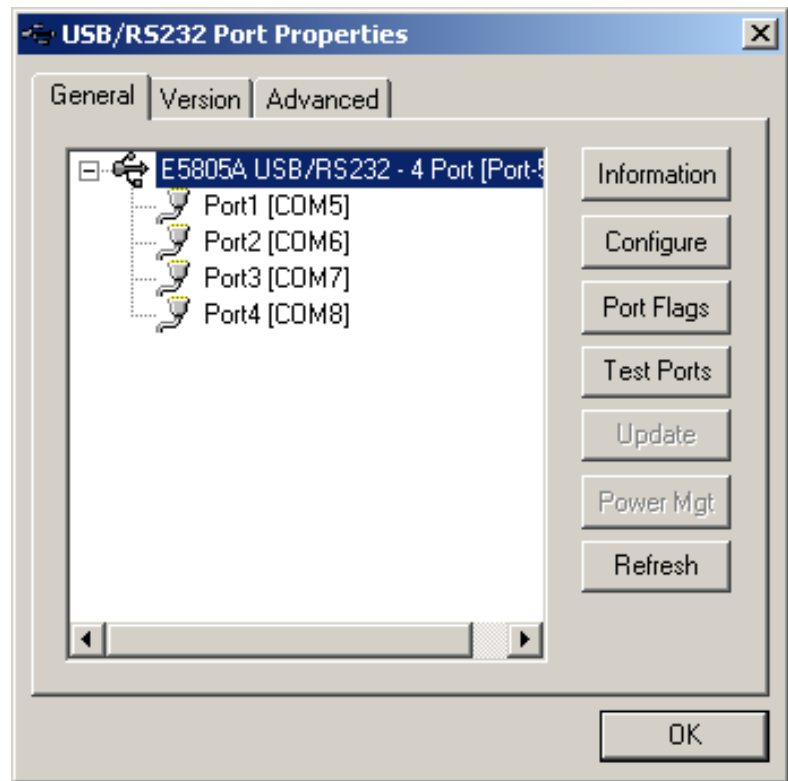 USB/RS232 Port Properties
General Version Advanced
E5805A USB/RS232 - 4 Port [Port-5
Port1 [COM5]
Port2 [COM6]
Port3 [COM7]
Port4 [COM8]
Information
Configure
Port Flags
Test Ports
Update
Power Mgt
Refresh
OK